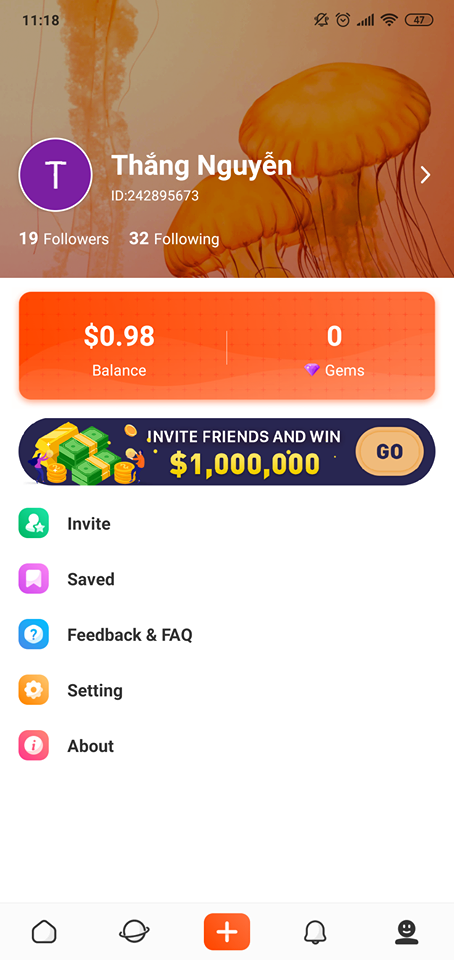 11:18
47
T
Thắng Nguyễn
ID:242895673
19 Followers 32 Following
$0.98 0
Balance Gems
INVITE FRIENDS AND WIN
$1,000,000
GO
Invite
Saved
? Feedback & FAQ
Setting
i About